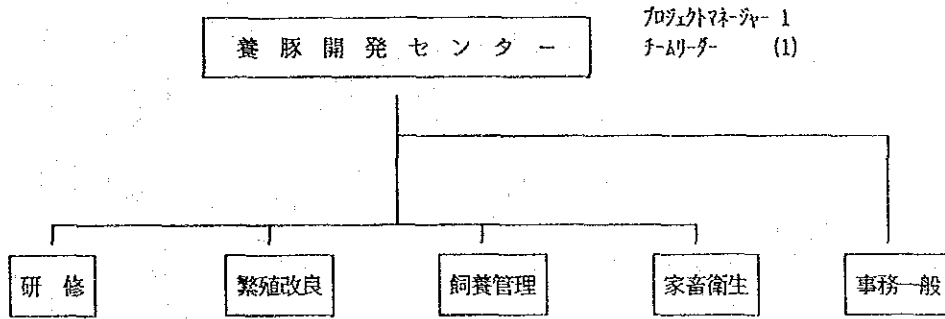 養豚開発センター
プロジェクトマネージャー 1
チームリーダー (1)
研修
繁殖改良
飼養管理
家畜衛生
事務一般